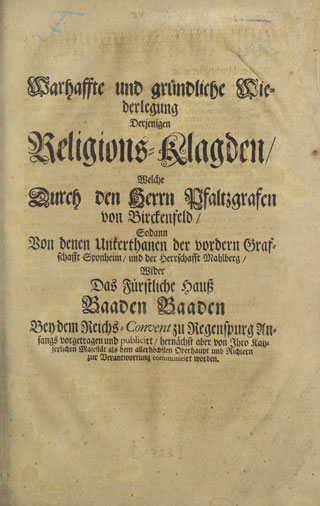 Warhaffte und gründliche Wie-
derlegung
Derjenigen
Religions-Klagden/
Welche
Durch den Herrn Pfaltzgrafen
von Birckenfeld/
Sodann
Von denen Unterthanen der vordern Graf-
schafft Sponheim/ und der Herrschafft Mahlberg/
Wider
Das Fürstliche Hauß
Baaden Baaden
Bey dem Reichs-Convent zu Regenspurg An-
fangs vorgetragen und publicirt/ hernächst aber von Ihro Kay-
serlichen Majestät als dem allerhöchsten Oberhaupt und Richtern
zur Verantwortung communicirt worden.